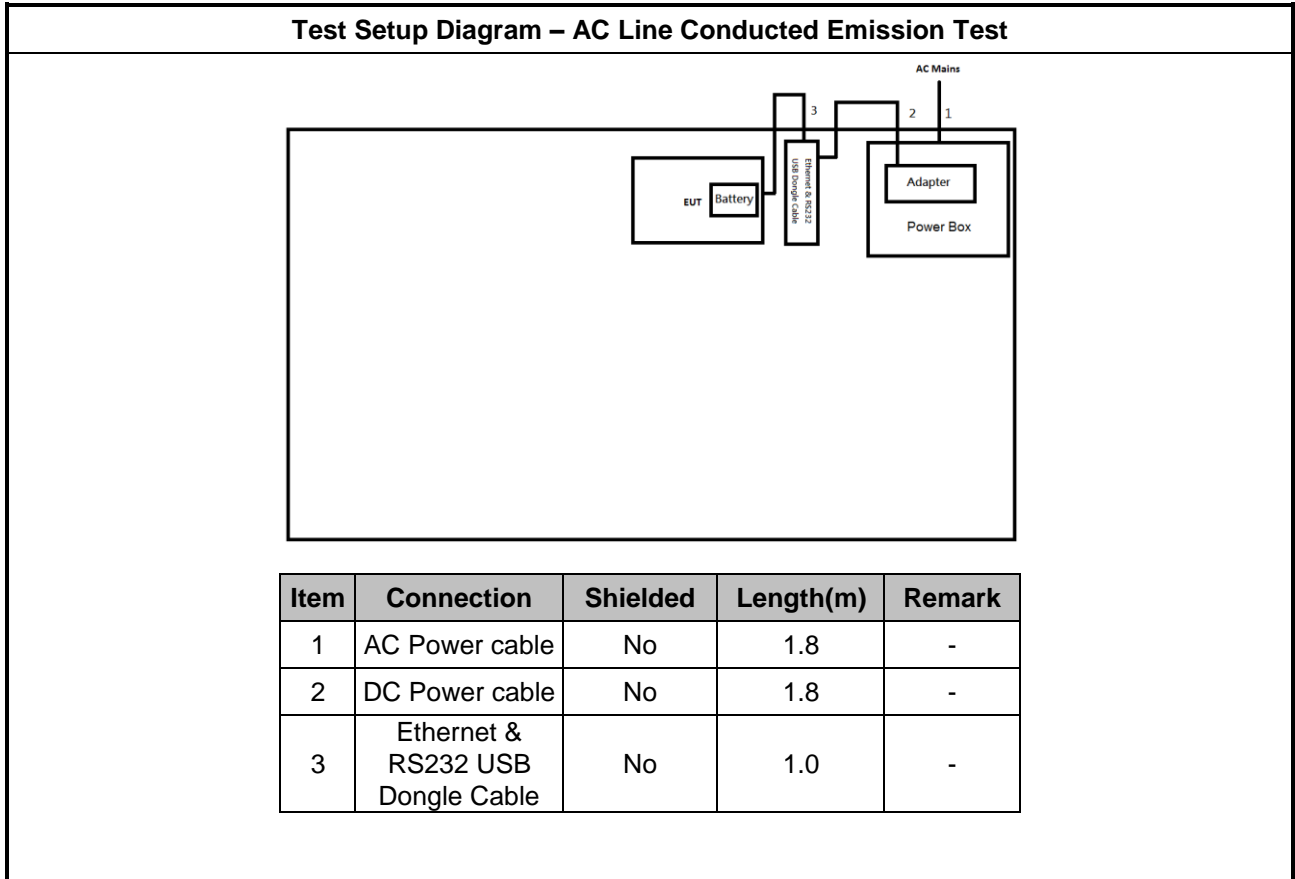 Test Setup Diagram – AC Line Conducted Emission Test
AC Mains
3
2
1
Ethernet & RS232
USB Dongle Cable
EUT
Battery
Adapter
Power Box
Item Connection Shielded Length(m) Remark
1 AC Power cable No 1.8 -
2 DC Power cable No 1.8 -
3 Ethernet &
RS232 USB
Dongle Cable No 1.0 -